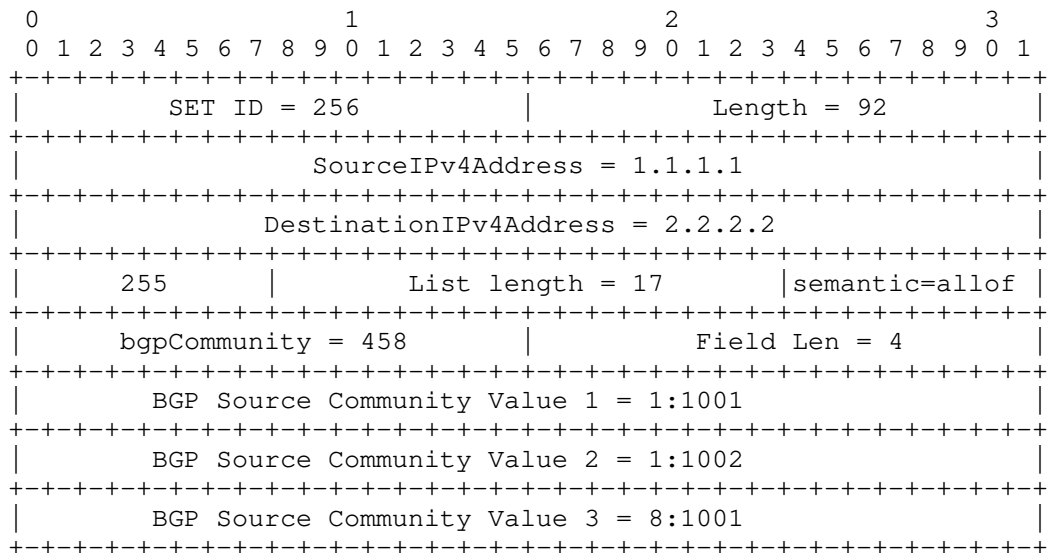 0 1 2 3
0 1 2 3 4 5 6 7 8 9 0 1 2 3 4 5 6 7 8 9 0 1 2 3 4 5 6 7 8 9 0 1
+-+-+-+-+-+-+-+-+-+-+-+-+-+-+-+-+-+-+-+-+-+-+-+-+-+-+-+-+-+-+-+-+
| SET ID = 256 | Length = 92 |
+-+-+-+-+-+-+-+-+-+-+-+-+-+-+-+-+-+-+-+-+-+-+-+-+-+-+-+-+-+-+-+-+
| SourceIPv4Address = 1.1.1.1 |
+-+-+-+-+-+-+-+-+-+-+-+-+-+-+-+-+-+-+-+-+-+-+-+-+-+-+-+-+-+-+-+-+
| DestinationIPv4Address = 2.2.2.2 |
+-+-+-+-+-+-+-+-+-+-+-+-+-+-+-+-+-+-+-+-+-+-+-+-+-+-+-+-+-+-+-+-+
| 255 | List length = 17 |semantic=allof |
+-+-+-+-+-+-+-+-+-+-+-+-+-+-+-+-+-+-+-+-+-+-+-+-+-+-+-+-+-+-+-+-+
| bgpCommunity = 458 | Field Len = 4 |
+-+-+-+-+-+-+-+-+-+-+-+-+-+-+-+-+-+-+-+-+-+-+-+-+-+-+-+-+-+-+-+-+
| BGP Source Community Value 1 = 1:1001 |
+-+-+-+-+-+-+-+-+-+-+-+-+-+-+-+-+-+-+-+-+-+-+-+-+-+-+-+-+-+-+-+-+
| BGP Source Community Value 2 = 1:1002 |
+-+-+-+-+-+-+-+-+-+-+-+-+-+-+-+-+-+-+-+-+-+-+-+-+-+-+-+-+-+-+-+-+
| BGP Source Community Value 3 = 8:1001 |
+-+-+-+-+-+-+-+-+-+-+-+-+-+-+-+-+-+-+-+-+-+-+-+-+-+-+-+-+-+-+-+-+